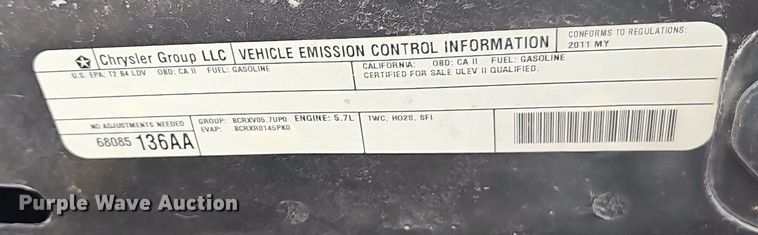 Chrysler Group LLC VEHICLE EMISSION CONTROL INFORMATION CONFORMS TO REGULATIONS:
2011 MY
U.S. EPA: T2 B4 LDV OBD: CA II FUEL: GASOLINE
CALIFORNIA: OBD: CA II FUEL: GASOLINE
CERTIFIED FOR SALE ULEV II QUALIFIED.
NO ADJUSTMENTS NEEDED
68085 136AA
GROUP: BCRXV05.7UP0 ENGINE: 5.7L
EVAP: BCRXR0145PK0
TWC, HO2S, SFI
Purple Wave Auction